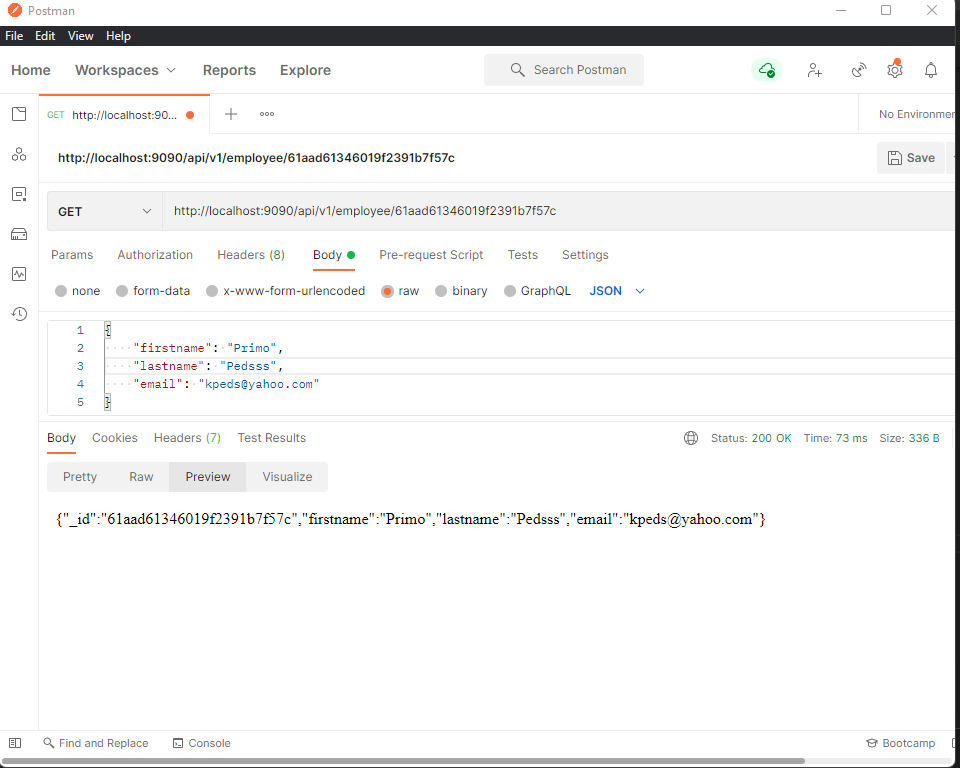 Postman
File Edit View Help
Home Workspaces Reports Explore Search Postman
GET http://localhost:90... No Environmen
http://localhost:9090/api/v1/employee/61aad61346019f2391b7f57c Save
GET http://localhost:9090/api/v1/employee/61aad61346019f2391b7f57c
Params Authorization Headers (8) Body Pre-request Script Tests Settings
none form-data x-www-form-urlencoded raw binary GraphQL JSON
1 {
2 "firstname": "Primo",
3 "lastname": "Pedsss",
4 "email": "kpeds@yahoo.com"
5 }
Body Cookies Headers (7) Test Results Status: 200 OK Time: 73 ms Size: 336 B
Pretty Raw Preview Visualize
{"_id":"61aad61346019f2391b7f57c","firstname":"Primo","lastname":"Pedsss","email":"kpeds@yahoo.com"}
Find and Replace Console Bootcamp